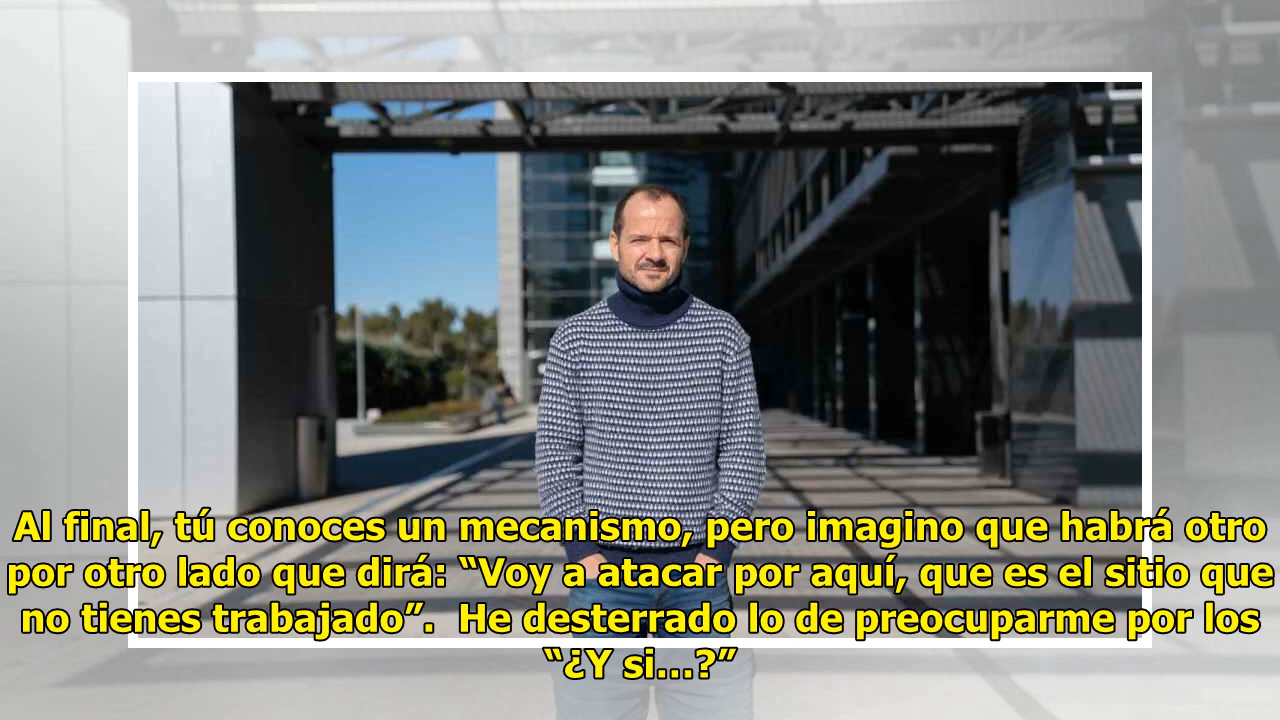 Al final, tú conoces un mecanismo, pero imagino que habrá otro
por otro lado que dirá: “Voy a atacar por aquí, que es el sitio que
no tienes trabajado”.  He desterrado lo de preocuparme por los
“¿Y si...?”